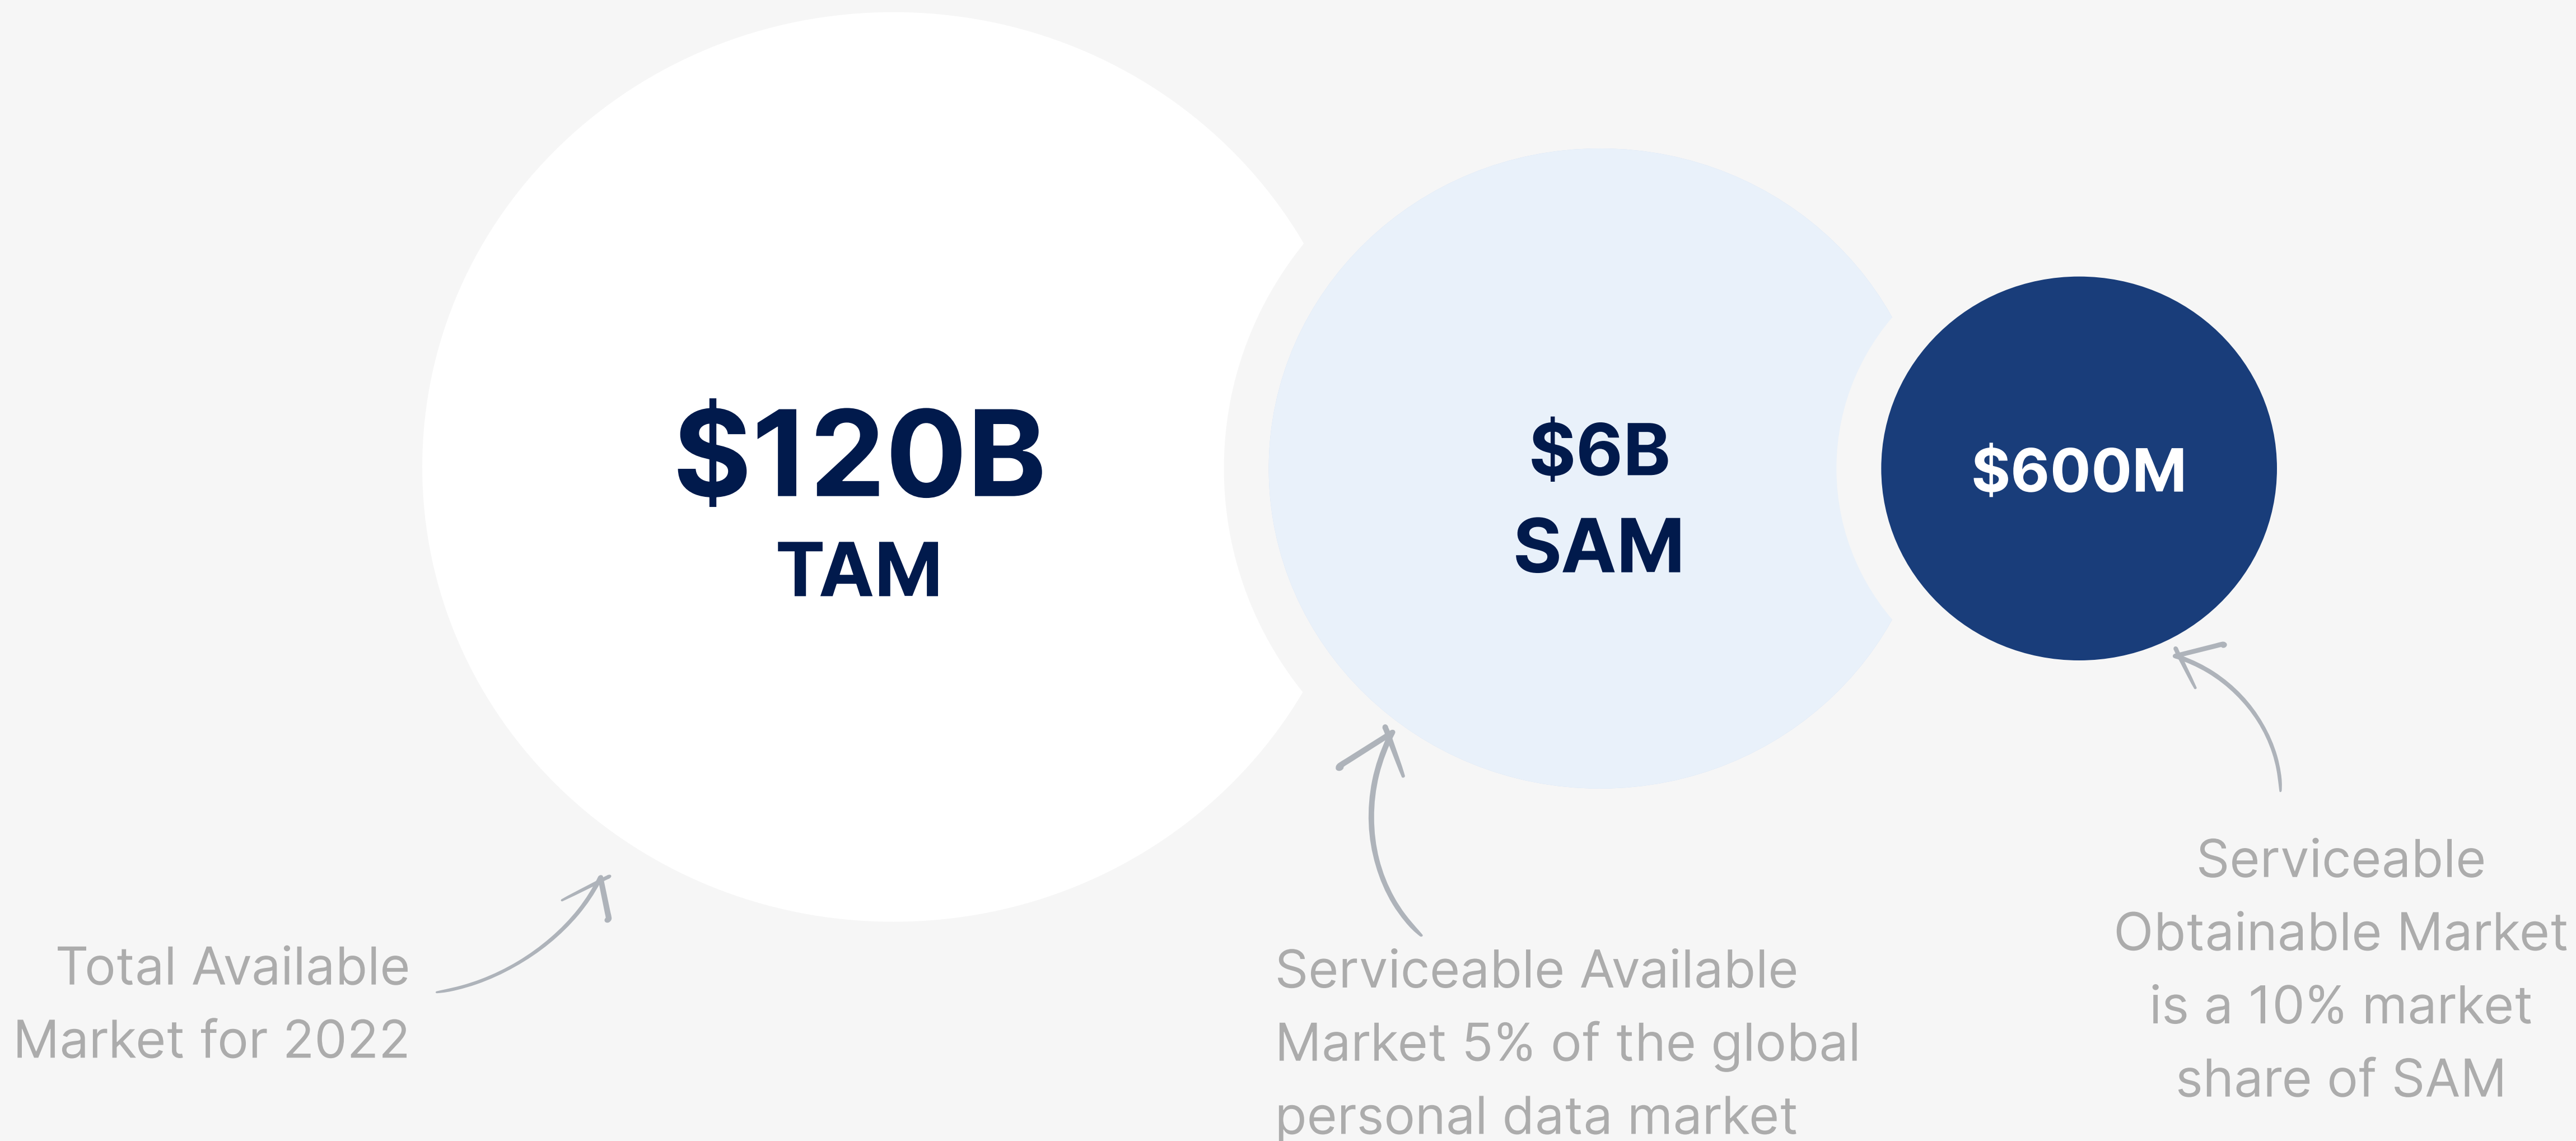 $120B
TAM
$6B
SAM
$600M
Total Available
Market for 2022
Serviceable Available
Market 5% of the global
personal data market
Serviceable
Obtainable Market
is a 10% market
share of SAM